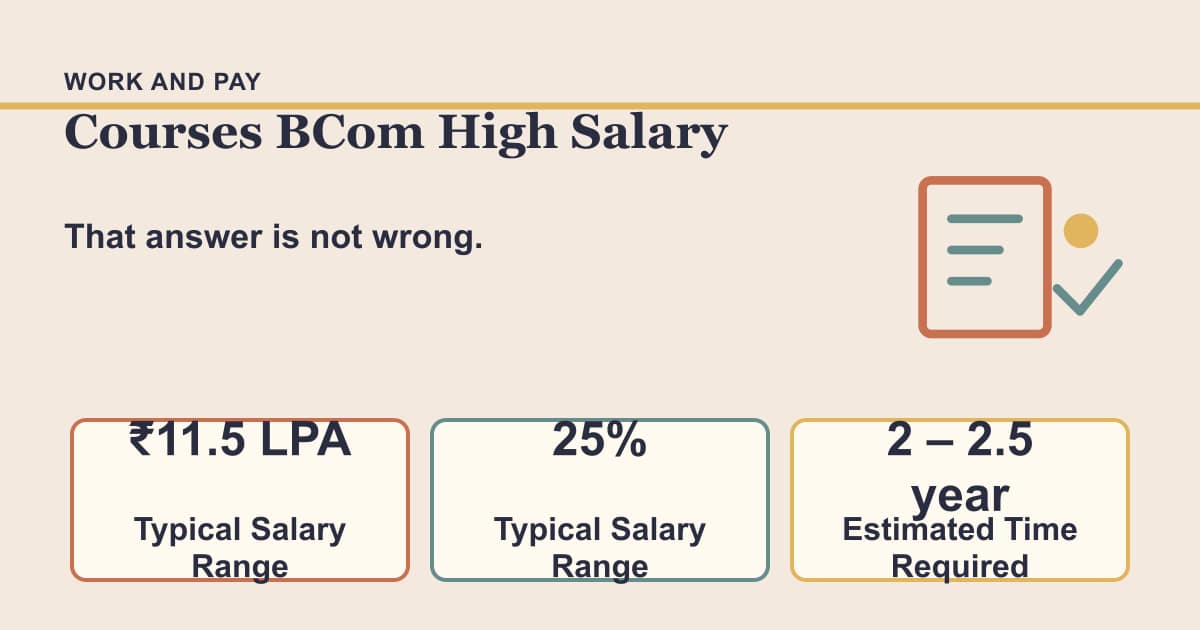 WORK AND PAY
Courses BCom High Salary
That answer is not wrong.
₹11.5 LPA
Typical Salary
Range
25%
Typical Salary
Range
2 – 2.5
year
Estimated Time
Required